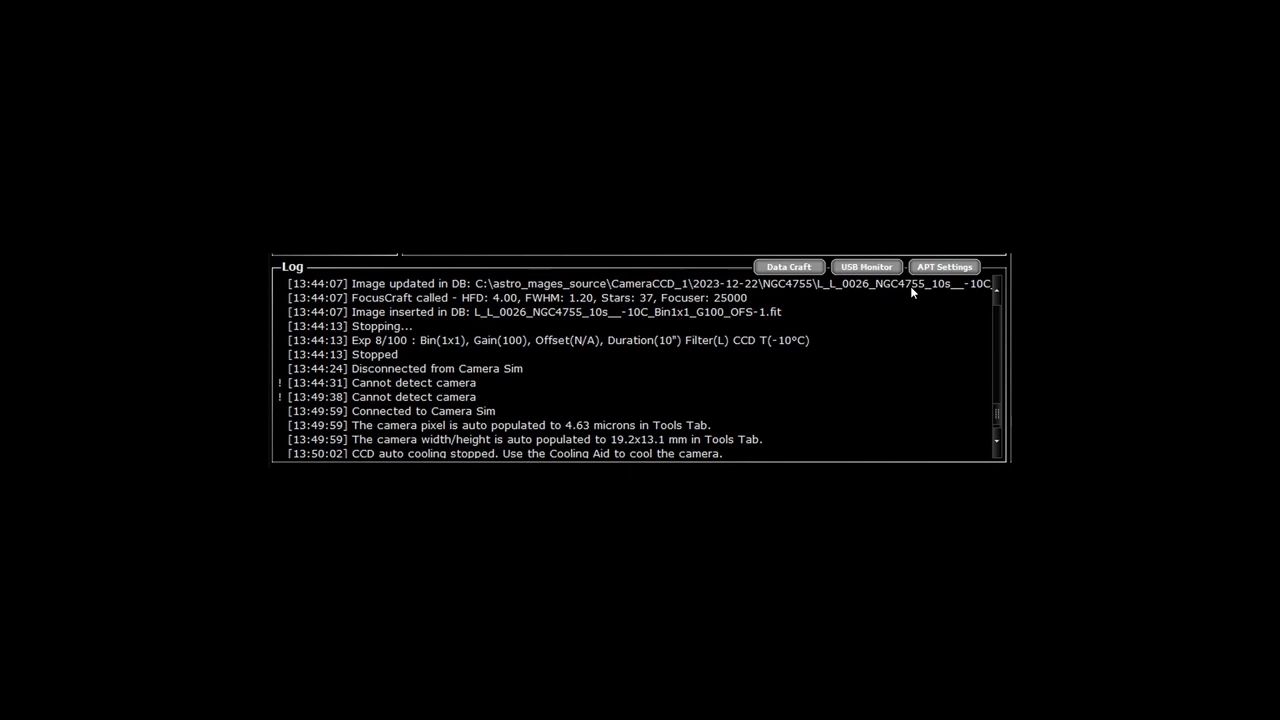 Log
Data Craft
USB Monitor
APT Settings
[13:44:07] Image updated in DB: C:\astro_mages_source\CameraCCD_1\2023-12-22\NGC4755\L_L_0026_NGC4755_10s__-10C_
[13:44:07] FocusCraft called - HFD: 4.00, FWHM: 1.20, Stars: 37, Focuser: 25000
[13:44:07] Image inserted in DB: L_L_0026_NGC4755_10s__-10C_Bin1x1_G100_OFS-1.fit
[13:44:13] Stopping...
[13:44:13] Exp 8/100 : Bin(1x1), Gain(100), Offset(N/A), Duration(10") Filter(L) CCD T(-10ºC)
[13:44:13] Stopped
[13:44:24] Disconnected from Camera Sim
! [13:44:31] Cannot detect camera
! [13:49:38] Cannot detect camera
[13:49:59] Connected to Camera Sim
[13:49:59] The camera pixel is auto populated to 4.63 microns in Tools Tab.
[13:49:59] The camera width/height is auto populated to 19.2x13.1 mm in Tools Tab.
[13:50:02] CCD auto cooling stopped. Use the Cooling Aid to cool the camera.